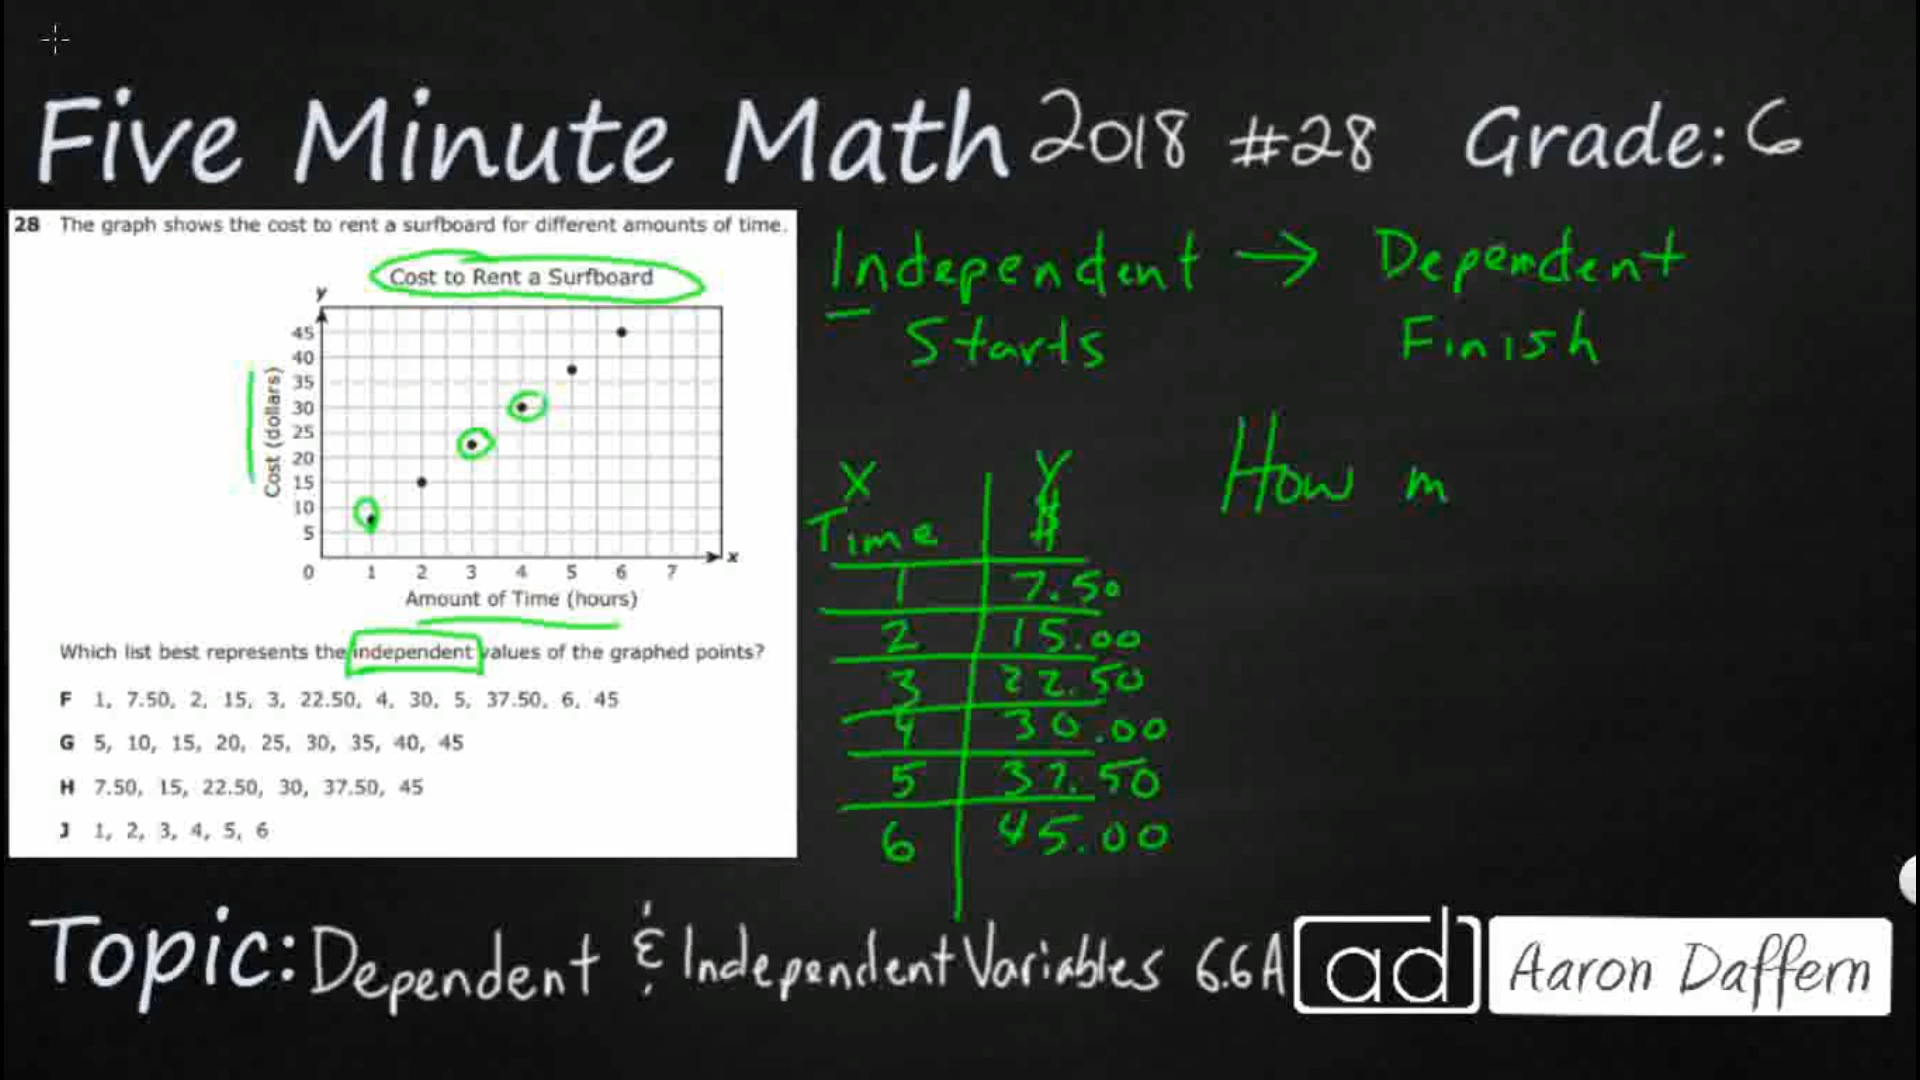 Five Minute Math 2018 #28 Grade: 6
28 The graph shows the cost to rent a surfboard for different amounts of time.
Cost to Rent a Surfboard
y
45
40
35
30
25
20
15
10
5
Cost (dollars)
0 1 2 3 4 5 6 7
x
Amount of Time (hours)
Which list best represents the independent values of the graphed points?
F 1, 7.50, 2, 15, 3, 22.50, 4, 30, 5, 37.50, 6, 45
G 5, 10, 15, 20, 25, 30, 35, 40, 45
H 7.50, 15, 22.50, 30, 37.50, 45
J 1, 2, 3, 4, 5, 6
Independent → Dependent
Starts Finish
X Y
Time $
1 7.50
2 15.00
3 22.50
4 30.00
5 37.50
6 45.00
How m
Topic: Dependent & Independent Variables 6.6A
ad Aaron Daffern